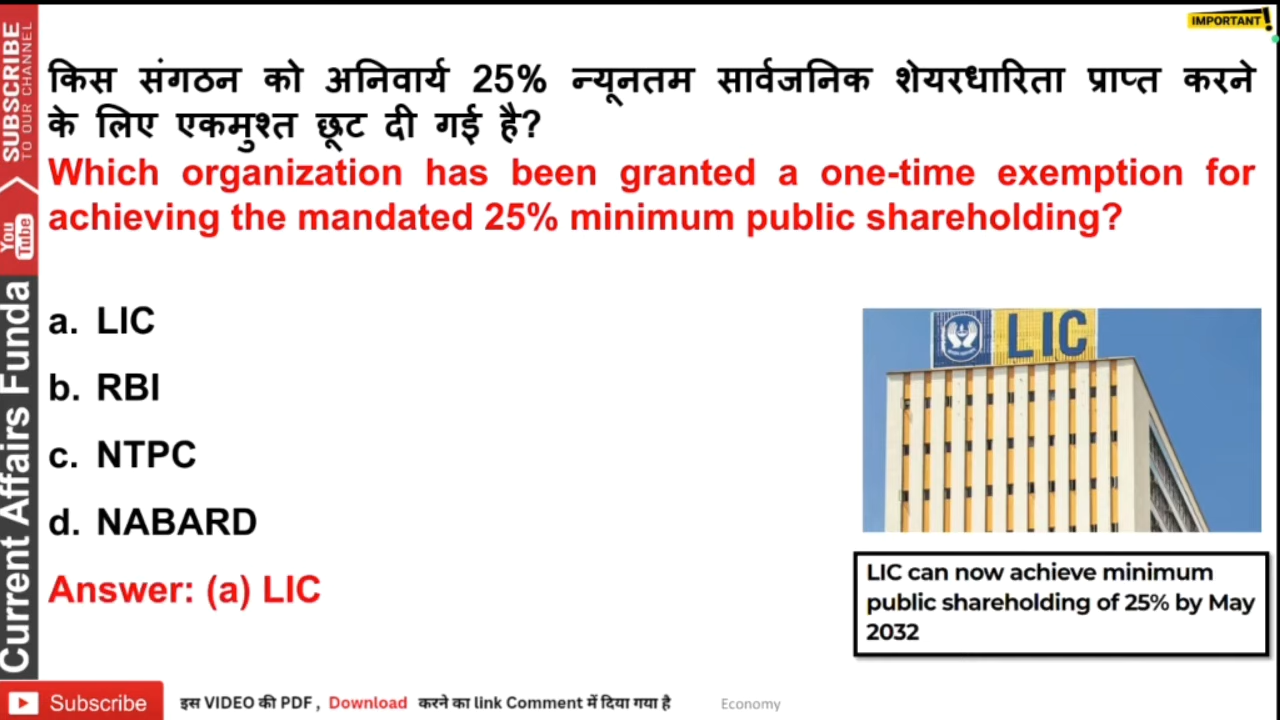 IMPORTANT!
किस संगठन को अनिवार्य 25% न्यूनतम सार्वजनिक शेयरधारिता प्राप्त करने
के लिए एकमुश्त छूट दी गई है?
Which organization has been granted a one-time exemption for
achieving the mandated 25% minimum public shareholding?
a. LIC
b. RBI
c. NTPC
d. NABARD
Answer: (a) LIC
LIC
LIC can now achieve minimum
public shareholding of 25% by May
2032
SUBSCRIBE
TO OUR CHANNEL
You
Tube
Current Affairs Funda
Subscribe
इस VIDEO की PDF , Download करने का link Comment में दिया गया है
Economy